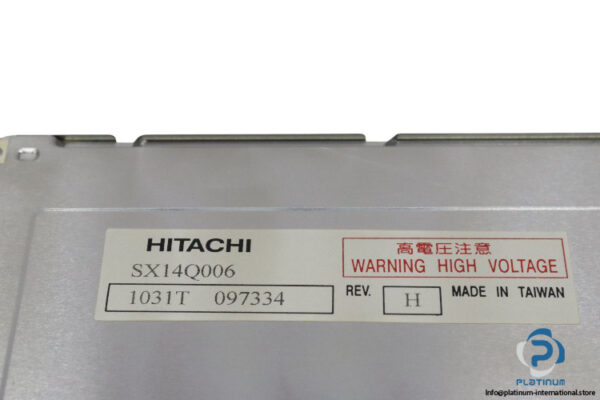 HITACHI
SX14Q006
1031T 097334
高電圧注意
WARNING HIGH VOLTAGE
REV. H MADE IN TAIWAN
PLATINUM
info@platinum-international.store